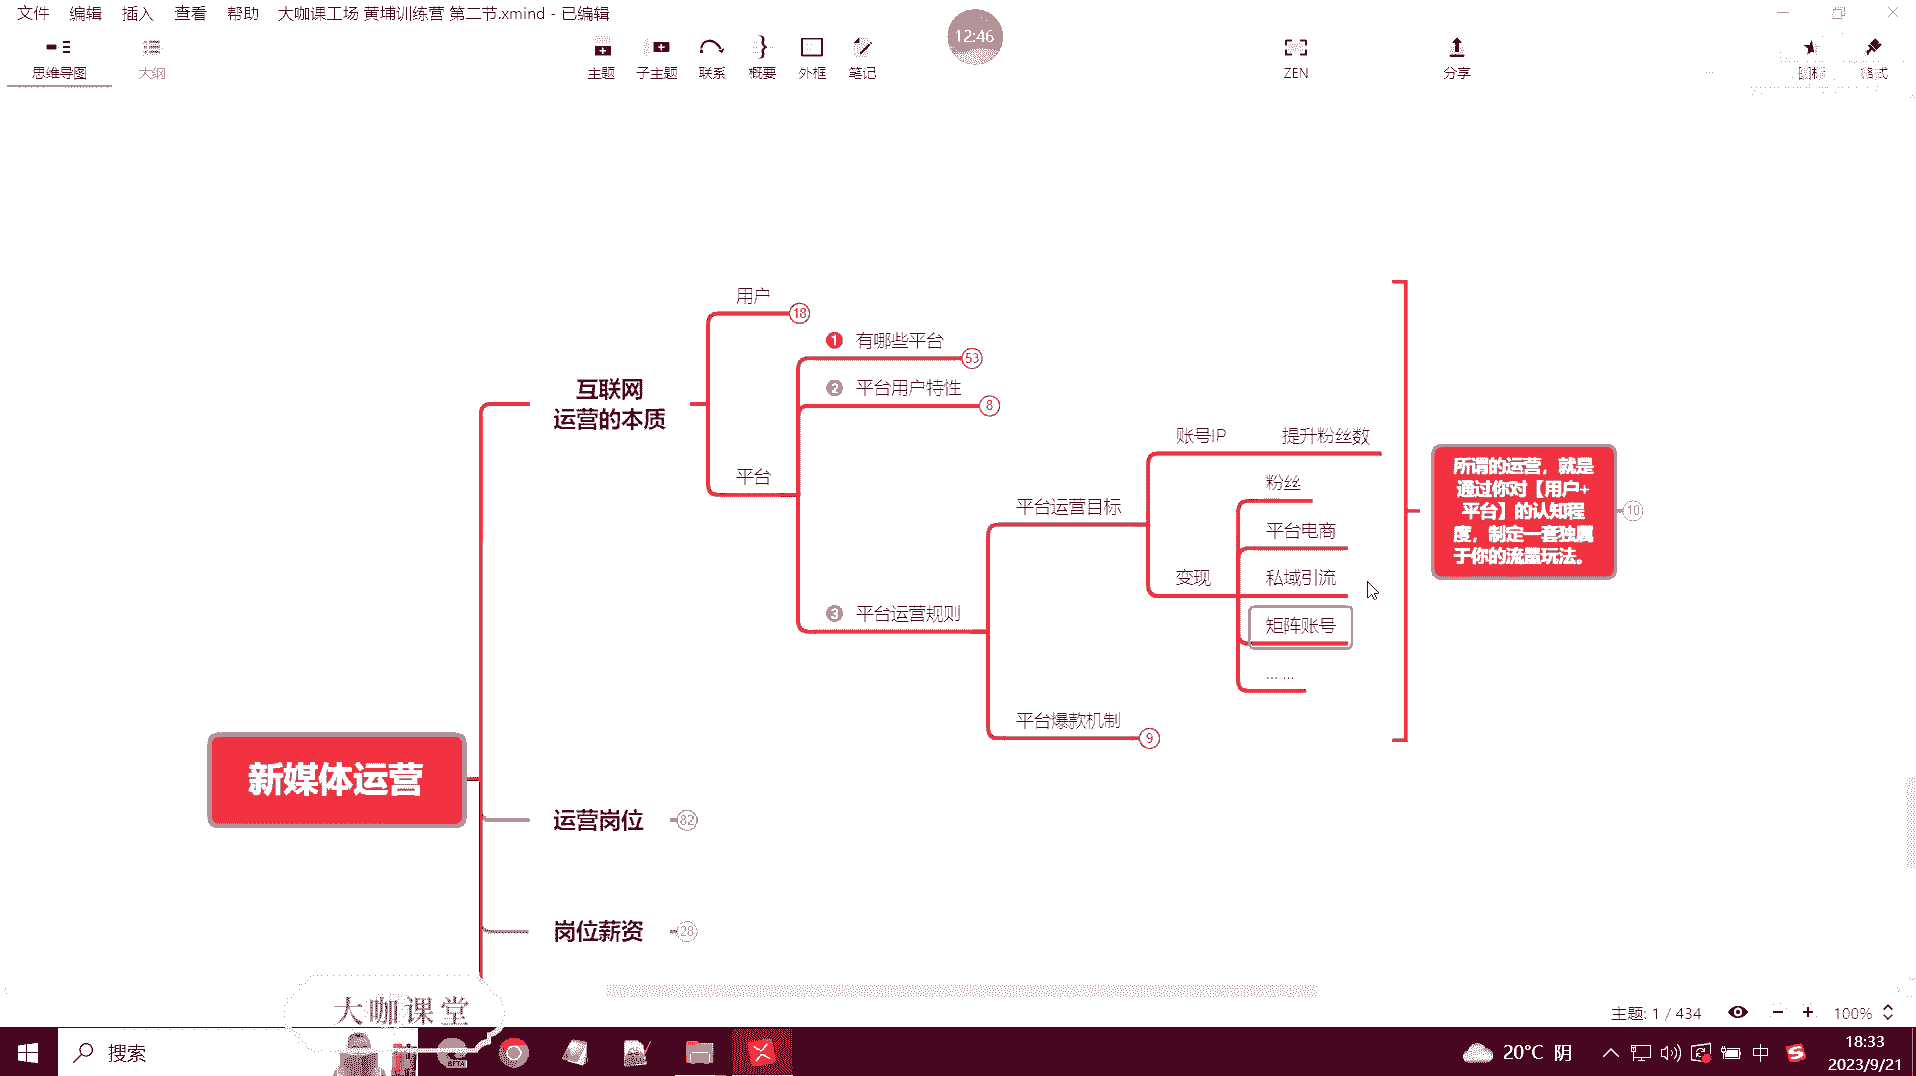 文件 编辑 插入 查看 帮助 大咖课工场 黄埔训练营 第二节.xmind - 已编辑
12:46
思维导图 大纲 主题 子主题 联系 概要 外框 笔记 ZEN 分享 图标 格式
用户
18
1 有哪些平台
53
2 平台用户特性
8
互联网
运营的本质
账号IP 提升粉丝数
粉丝
平台
平台运营目标
平台电商
变现
私域引流
3 平台运营规则
矩阵账号
... ...
平台爆款机制
9
所谓的运营，就是
通过你对【用户+
平台】的认知程
度，制定一套独属
于你的流量玩法。
10
新媒体运营
运营岗位
82
岗位薪资
28
大咖课堂
主题: 1 / 434
100%
搜索
BETA
20°C 阴
中
18:33
2023/9/21